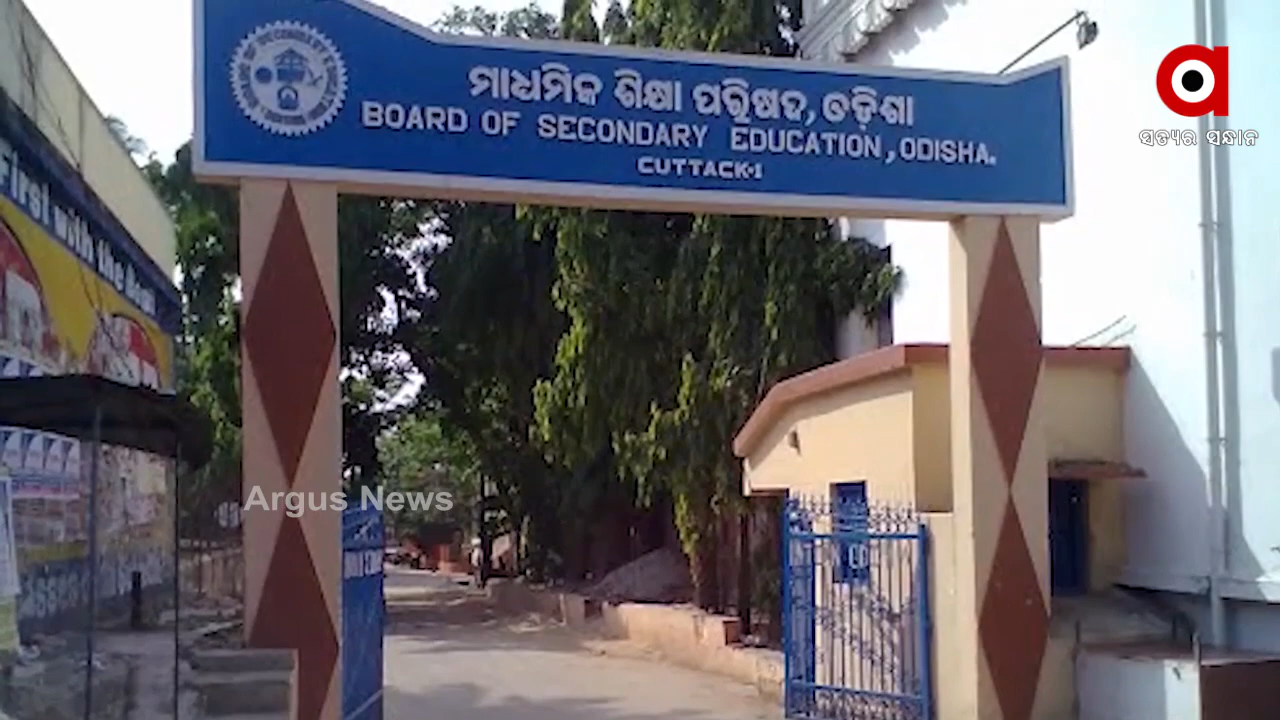 ମାଧ୍ୟମିକ ଶିକ୍ଷା ପରିଷଦ, ଓଡ଼ିଶା
BOARD OF SECONDARY EDUCATION, ODISHA.
CUTTACK-1
ସତ୍ୟର ସନ୍ଧାନ
First with the News
Argus News